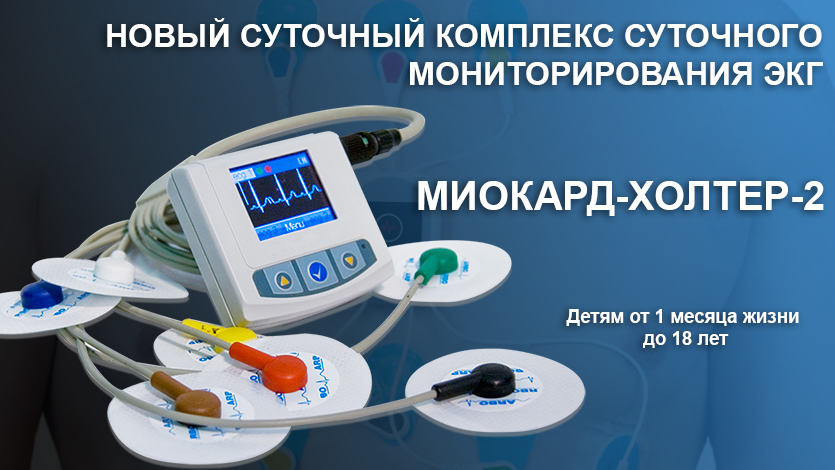 НОВЫЙ СУТОЧНЫЙ КОМПЛЕКС СУТОЧНОГО
МОНИТОРИРОВАНИЯ ЭКГ
МИОКАРД-ХОЛТЕР-2
Детям от 1 месяца жизни
до 18 лет
Menu